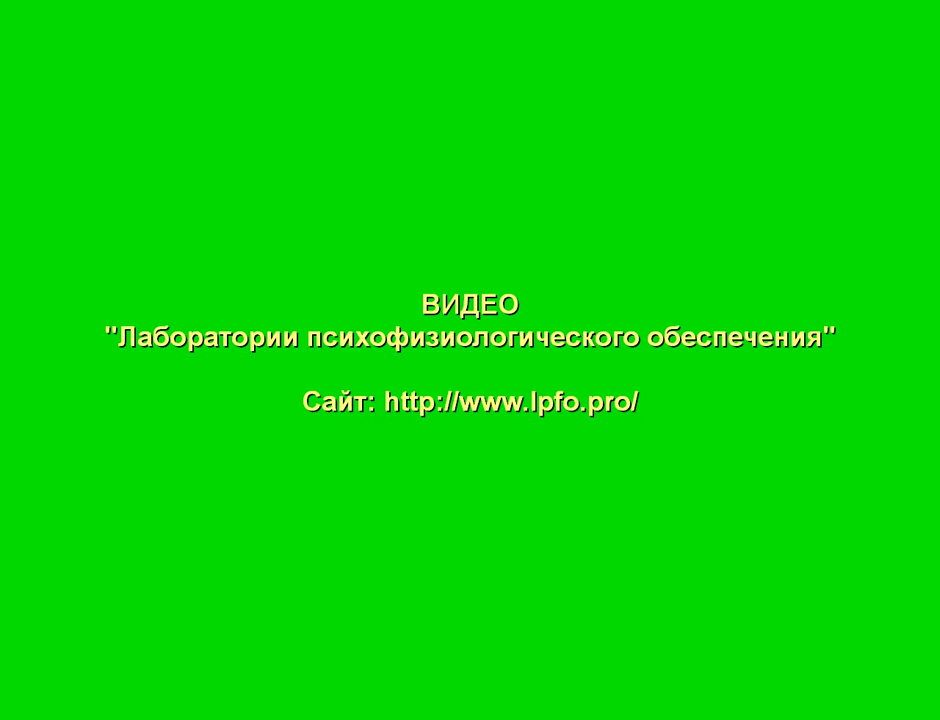 ВИДЕО
"Лаборатории психофизиологического обеспечения"
Сайт: http://www.lpfo.pro/